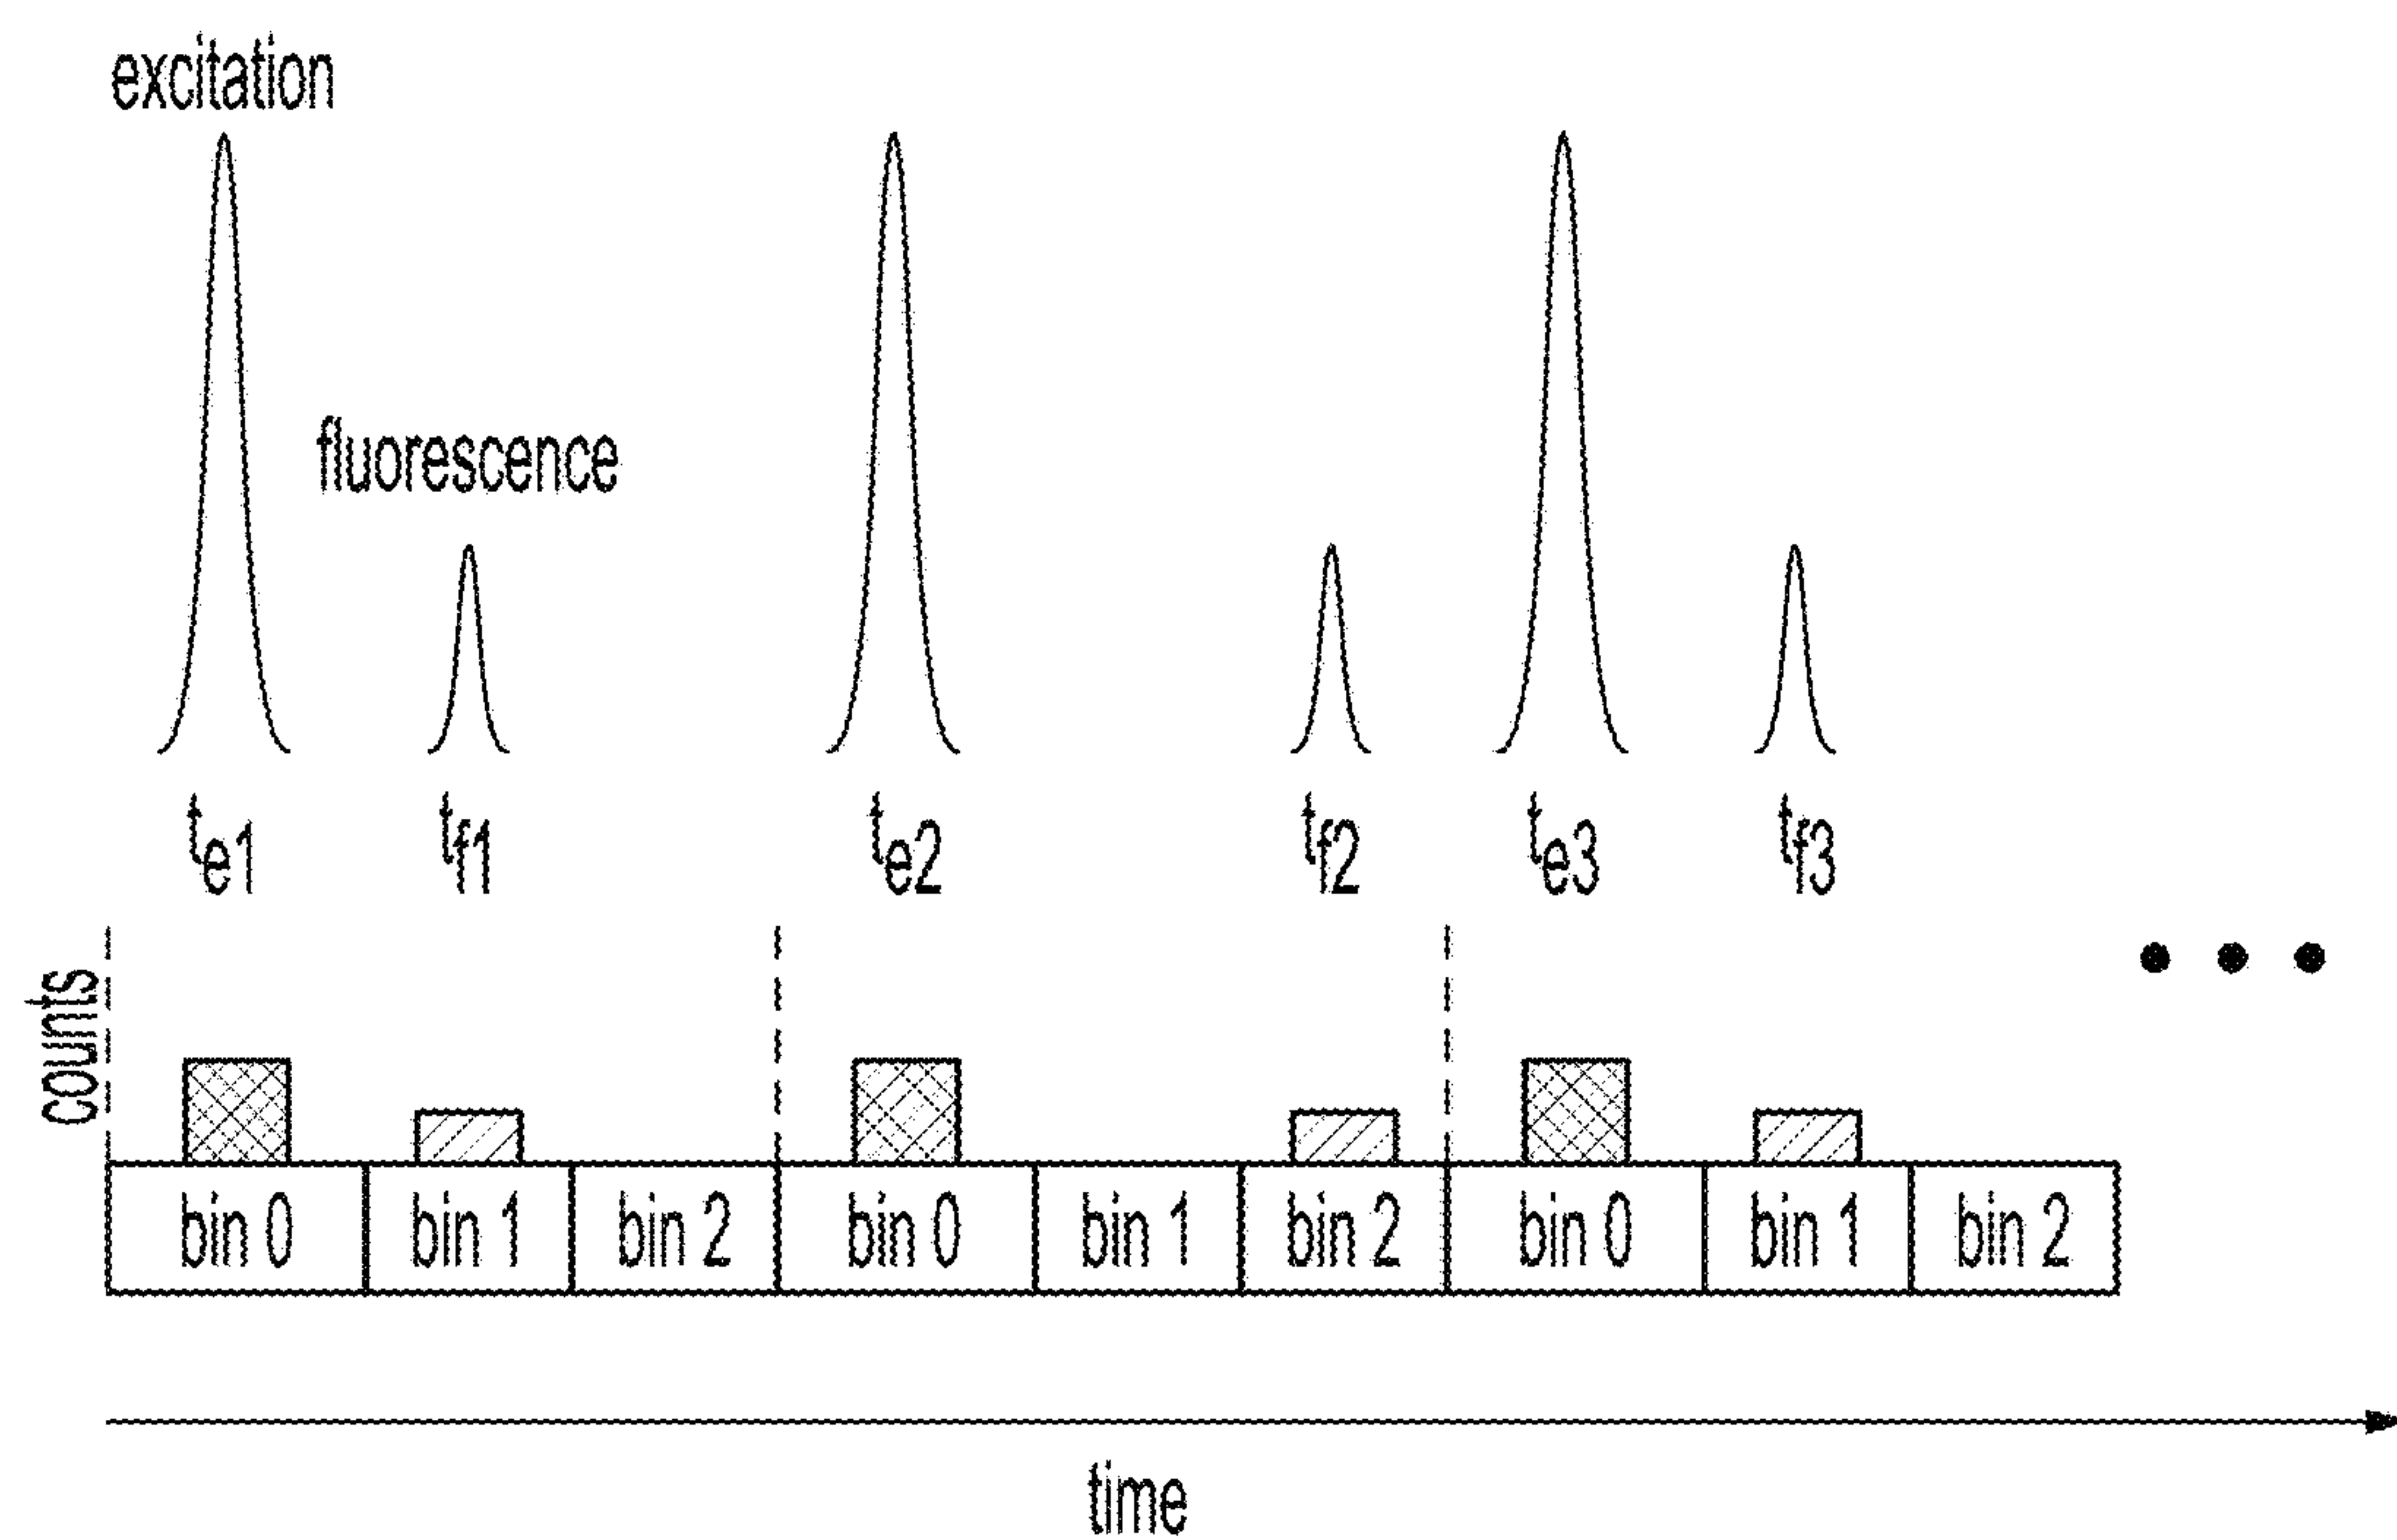 excitation
fluorescence
te1 tf1 te2 tf2 te3 tf3
counts
bin 0 bin 1 bin 2 bin 0 bin 1 bin 2 bin 0 bin 1 bin 2
time